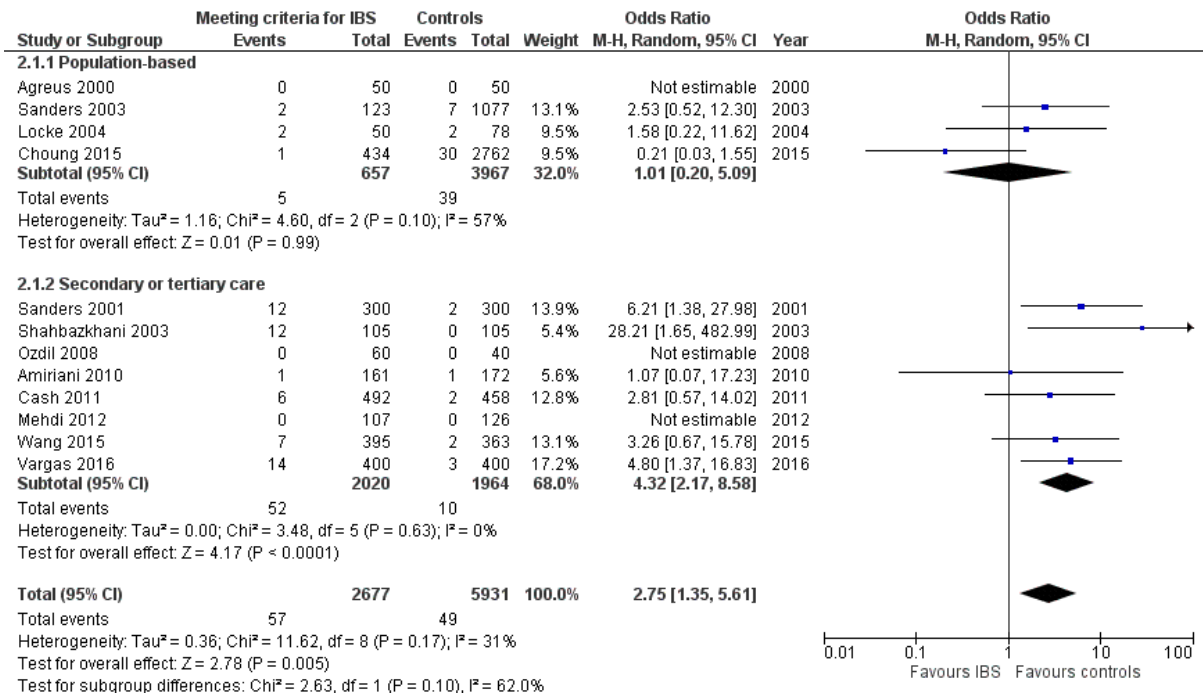 Meeting criteria for IBS Controls Odds Ratio Odds Ratio
Study or Subgroup Events Total Events Total Weight M-H, Random, 95% CI Year M-H, Random, 95% CI
2.1.1 Population-based
Agreus 2000 0 50 0 50 Not estimable 2000
Sanders 2003 2 123 7 1077 13.1% 2.53 [0.52, 12.30] 2003
Locke 2004 2 50 2 78 9.5% 1.58 [0.22, 11.62] 2004
Choung 2015 1 434 30 2762 9.5% 0.21 [0.03, 1.55] 2015
Subtotal (95% CI) 657 3967 32.0% 1.01 [0.20, 5.09]
Total events 5 39
Heterogeneity: Tau² = 1.16; Chi² = 4.60, df = 2 (P = 0.10); I² = 57%
Test for overall effect: Z = 0.01 (P = 0.99)
2.1.2 Secondary or tertiary care
Sanders 2001 12 300 2 300 13.9% 6.21 [1.38, 27.98] 2001
Shahbazkhani 2003 12 105 0 105 5.4% 28.21 [1.65, 482.99] 2003
Ozdil 2008 0 60 0 40 Not estimable 2008
Amiriani 2010 1 161 1 172 5.6% 1.07 [0.07, 17.23] 2010
Cash 2011 6 492 2 458 12.8% 2.81 [0.57, 14.02] 2011
Mehdi 2012 0 107 0 126 Not estimable 2012
Wang 2015 7 395 2 363 13.1% 3.26 [0.67, 15.78] 2015
Vargas 2016 14 400 3 400 17.2% 4.80 [1.37, 16.83] 2016
Subtotal (95% CI) 2020 1964 68.0% 4.32 [2.17, 8.58]
Total events 52 10
Heterogeneity: Tau² = 0.00; Chi² = 3.48, df = 5 (P = 0.63); I² = 0%
Test for overall effect: Z = 4.17 (P < 0.0001)
Total (95% CI) 2677 5931 100.0% 2.75 [1.35, 5.61]
Total events 57 49
Heterogeneity: Tau² = 0.36; Chi² = 11.62, df = 8 (P = 0.17); I² = 31%
Test for overall effect: Z = 2.78 (P = 0.005)
Test for subgroup differences: Chi² = 2.63, df = 1 (P = 0.10), I² = 62.0%
0.01 0.1 1 10 100
Favours IBS Favours controls